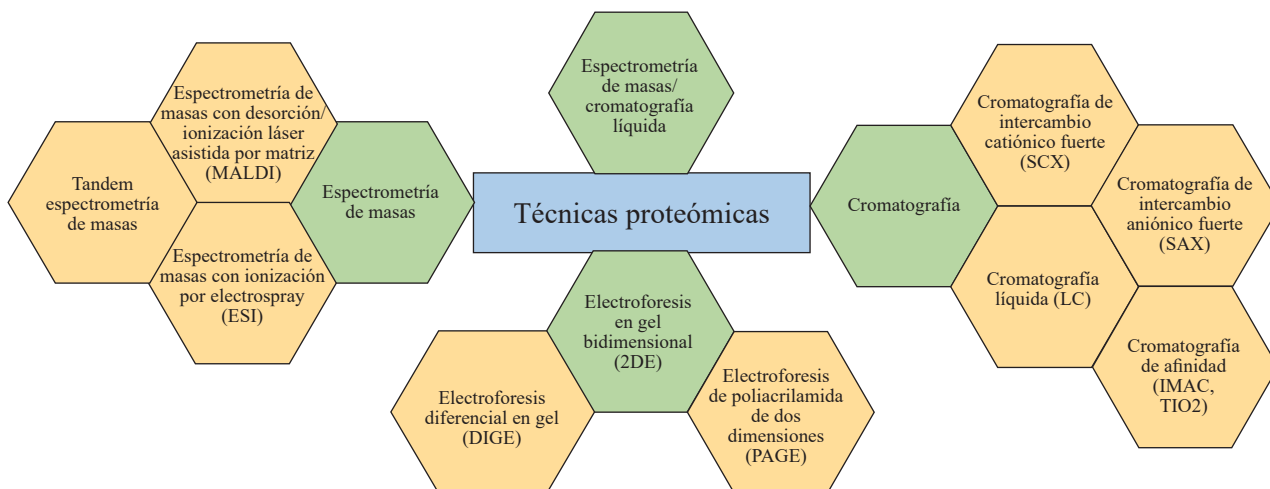 Espectrometría de
masas con desorción/
ionización láser
asistida por matriz
(MALDI)
Tandem
espectrometría
de masas
Espectrometría
de masas
Espectrometría de
masas con ionización
por electrospray
(ESI)
Espectrometría
de masas/
cromatografía
líquida
Técnicas proteómicas
Electroforesis
en gel
bidimensional
(2DE)
Electroforesis
diferencial en gel
(DIGE)
Electroforesis
de poliacrilamida
de dos
dimensiones
(PAGE)
Cromatografía
Cromatografía de
intercambio
catiónico fuerte
(SCX)
Cromatografía de
intercambio
aniónico fuerte
(SAX)
Cromatografía
líquida (LC)
Cromatografía
de afinidad
(IMAC,
TIO2)